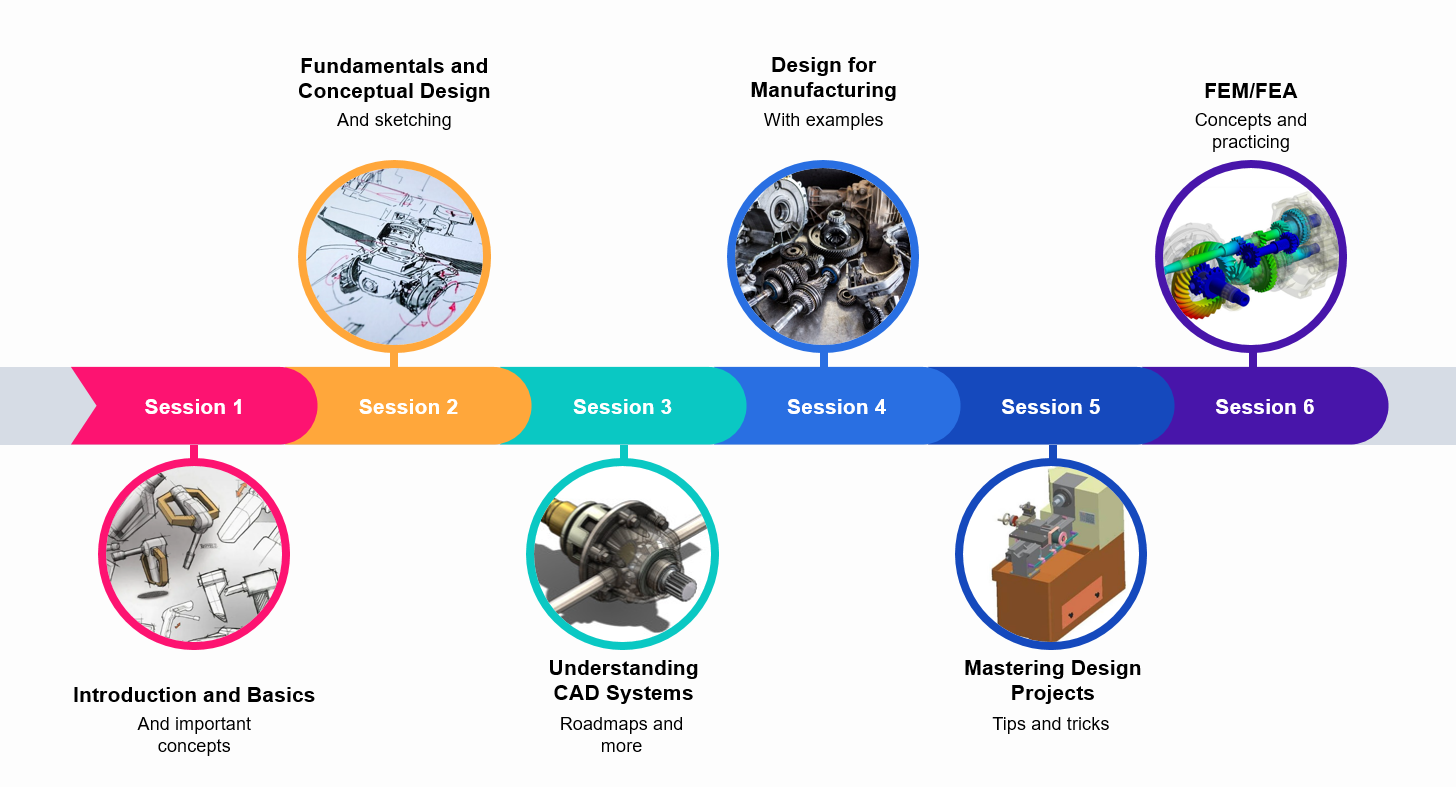 Fundamentals and
Conceptual Design
And sketching
Design for
Manufacturing
With examples
FEM/FEA
Concepts and
practicing
Session 1
Session 2
Session 3
Session 4
Session 5
Session 6
Introduction and Basics
And important
concepts
Understanding
CAD Systems
Roadmaps and
more
Mastering Design
Projects
Tips and tricks